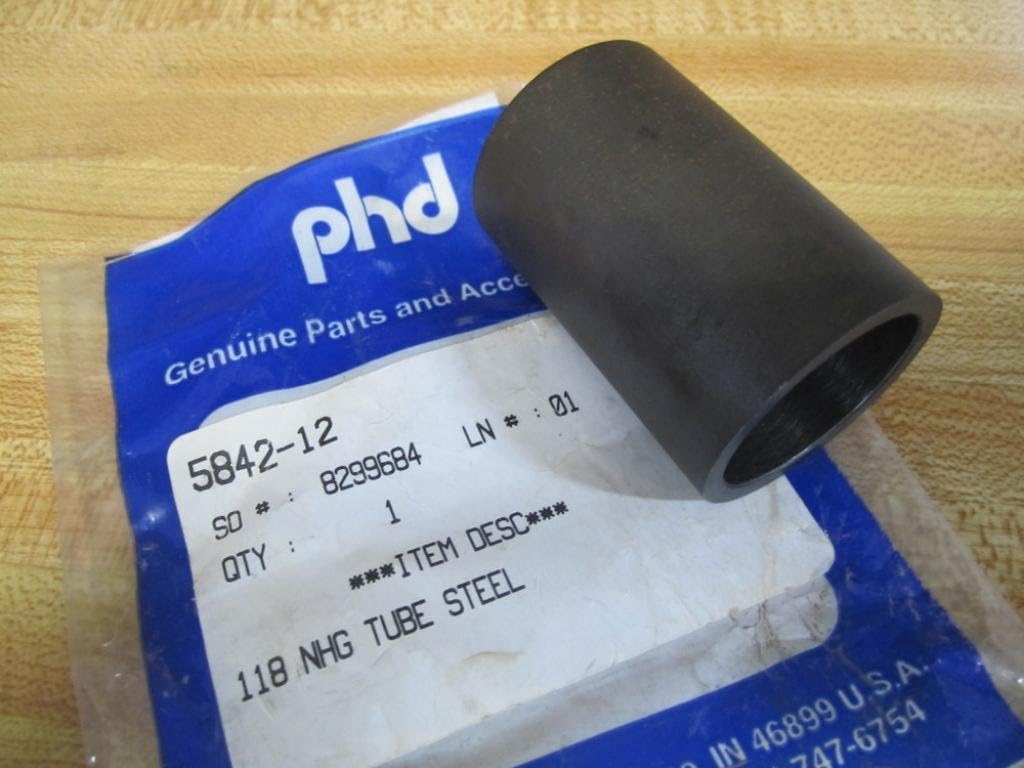 phd
Genuine Parts and
5842-12
SO # : 8299684 LN # : 01
QTY : 1
***ITEM DESC***
118 NHG TUBE STEEL
IN 46899 U.S.A.
747-6754